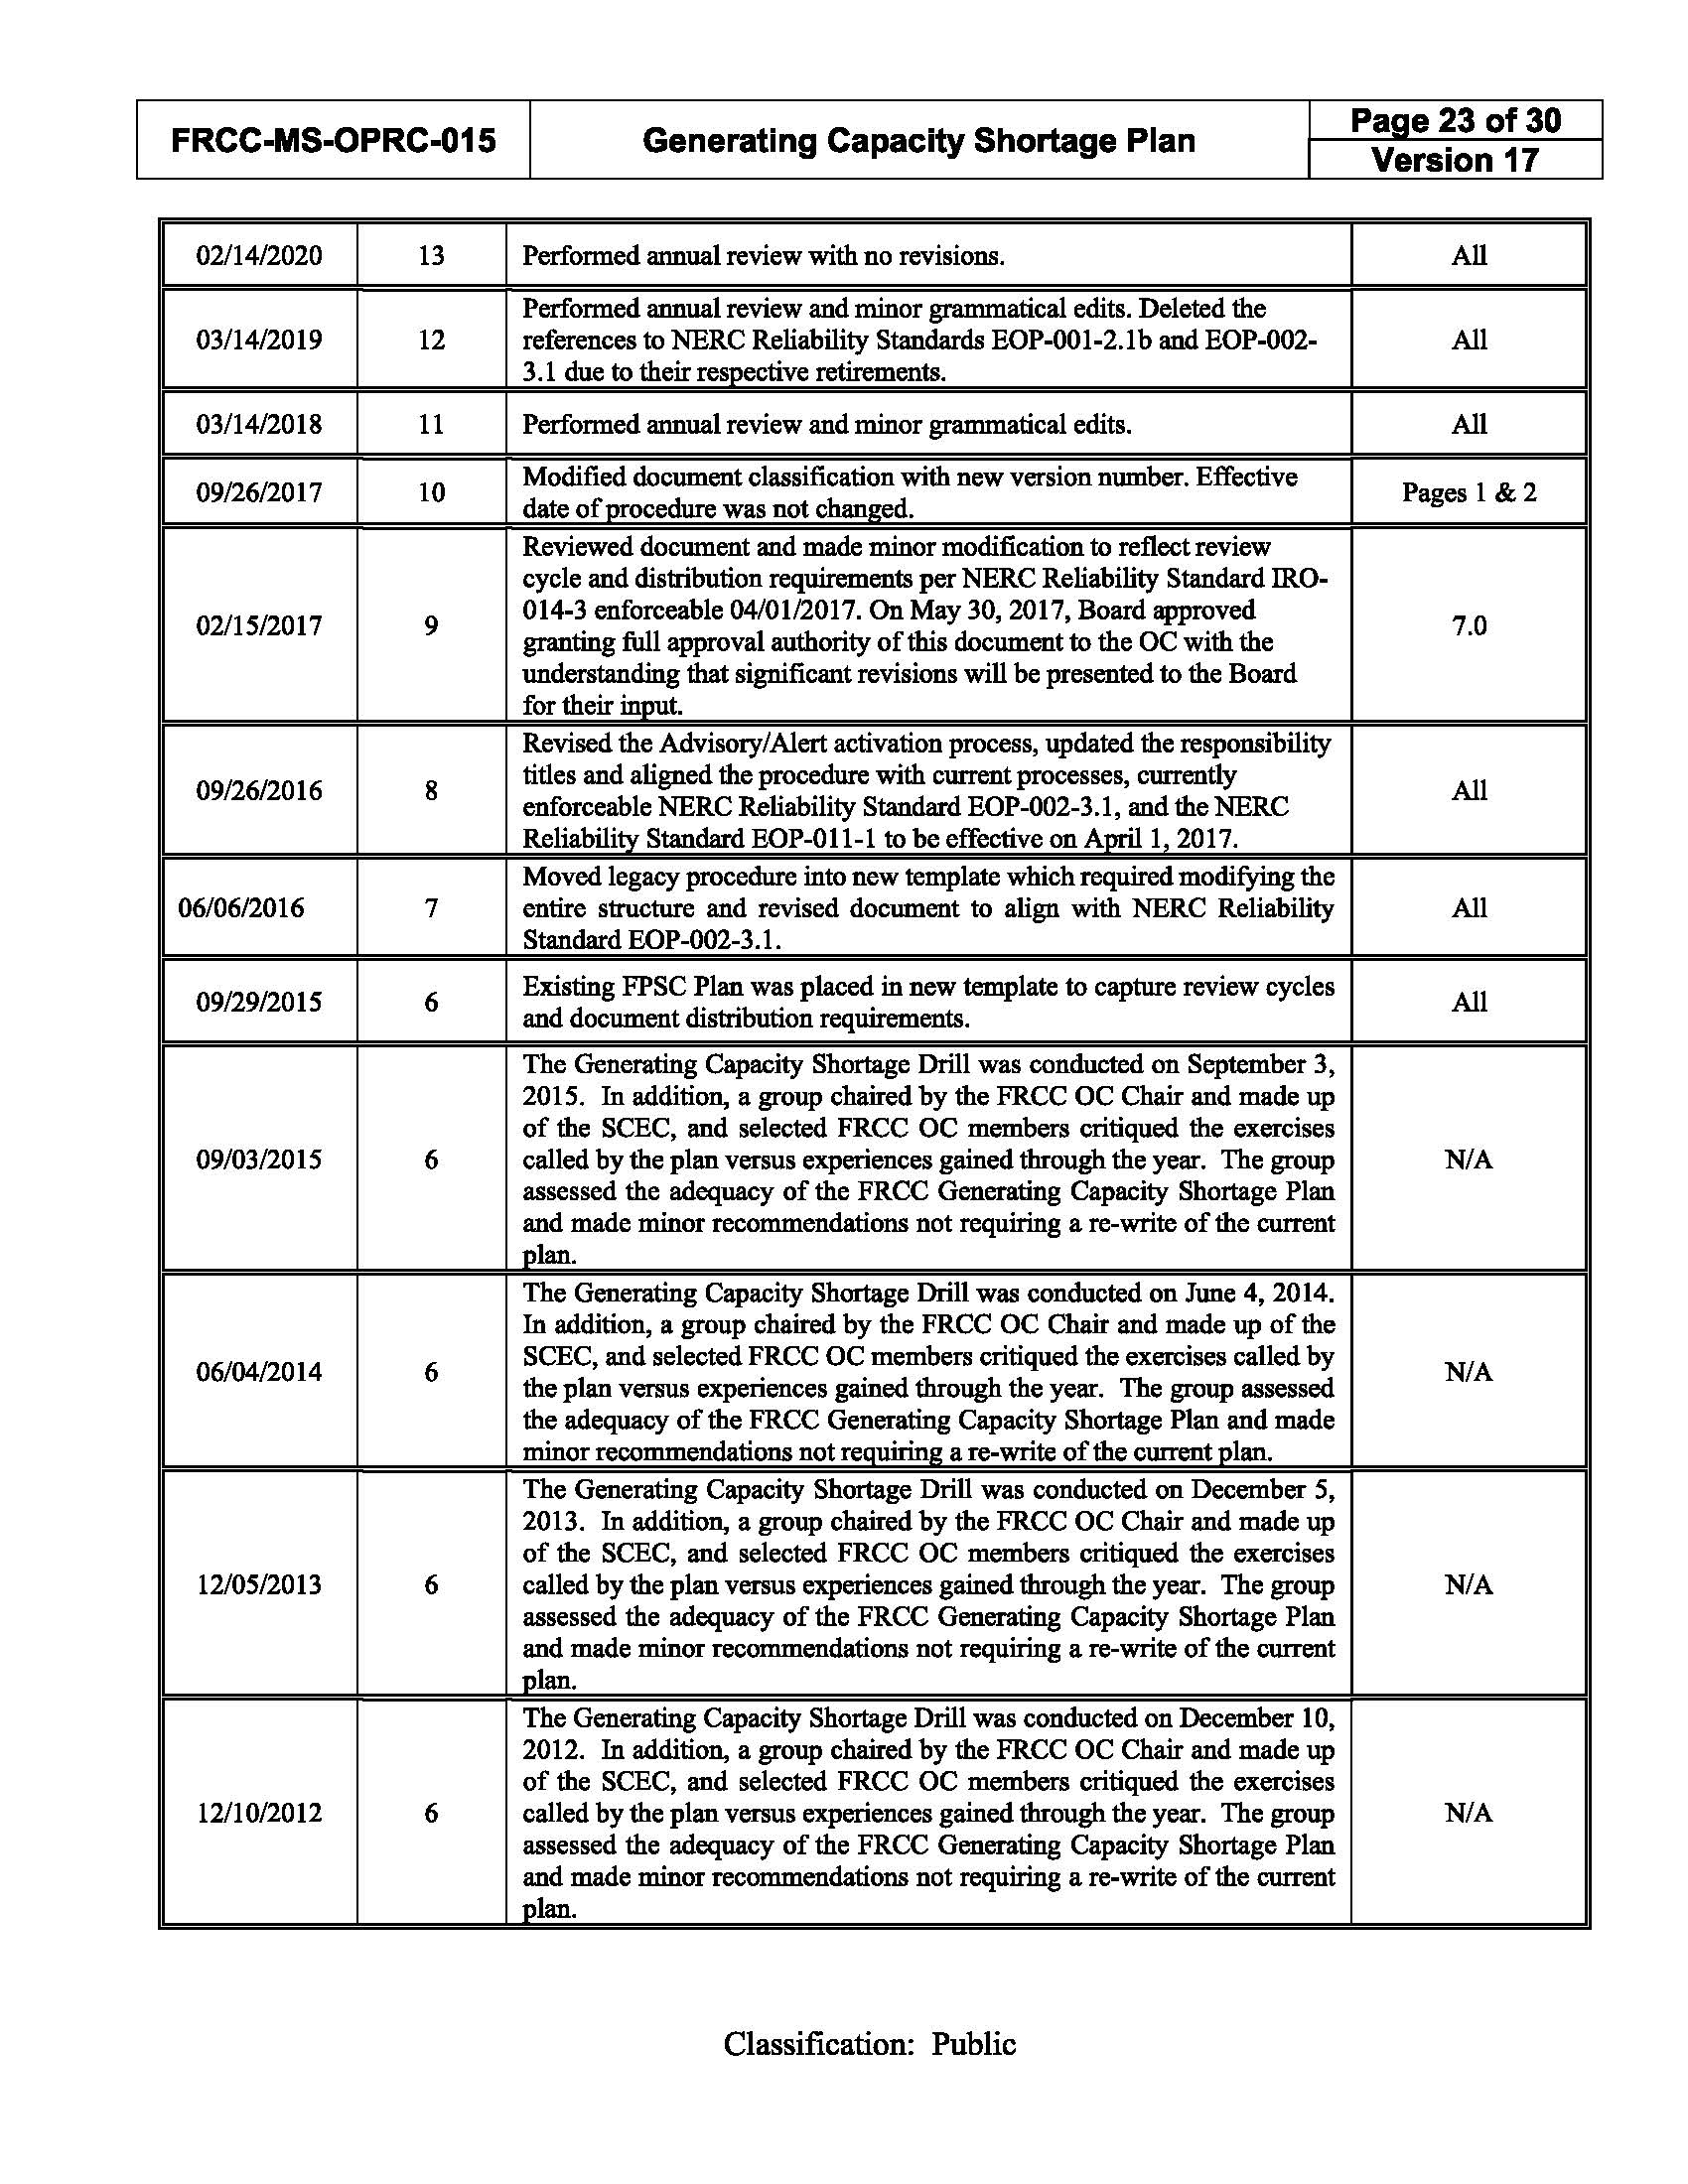 FRCC-MS-OPRC-015
Generating Capacity Shortage Plan
Page 23 of 30
Version 17
02/14/2020
13
Performed annual review with no revisions.
All
03/14/2019
12
Performed annual review and minor grammatical edits. Deleted the
references to NERC Reliability Standards EOP-001-2.1b and EOP-002-
3.1 due to their respective retirements.
All
03/14/2018
11
Performed annual review and minor grammatical edits.
All
09/26/2017
10
Modified document classification with new version number. Effective
date of procedure was not changed.
Pages 1 & 2
02/15/2017
9
Reviewed document and made minor modification to reflect review
cycle and distribution requirements per NERC Reliability Standard IRO-
014-3 enforceable 04/01/2017. On May 30, 2017, Board approved
granting full approval authority of this document to the OC with the
understanding that significant revisions will be presented to the Board
for their input.
7.0
09/26/2016
8
Revised the Advisory/Alert activation process, updated the responsibility
titles and aligned the procedure with current processes, currently
enforceable NERC Reliability Standard EOP-002-3.1, and the NERC
Reliability Standard EOP-011-1 to be effective on April 1, 2017.
All
06/06/2016
7
Moved legacy procedure into new template which required modifying the
entire structure and revised document to align with NERC Reliability
Standard EOP-002-3.1.
All
09/29/2015
6
Existing FPSC Plan was placed in new template to capture review cycles
and document distribution requirements.
All
09/03/2015
6
The Generating Capacity Shortage Drill was conducted on September 3,
2015.  In addition, a group chaired by the FRCC OC Chair and made up
of the SCEC, and selected FRCC OC members critiqued the exercises
called by the plan versus experiences gained through the year.  The group
assessed the adequacy of the FRCC Generating Capacity Shortage Plan
and made minor recommendations not requiring a re-write of the current
plan.
N/A
06/04/2014
6
The Generating Capacity Shortage Drill was conducted on June 4, 2014.
In addition, a group chaired by the FRCC OC Chair and made up of the
SCEC, and selected FRCC OC members critiqued the exercises called by
the plan versus experiences gained through the year.  The group assessed
the adequacy of the FRCC Generating Capacity Shortage Plan and made
minor recommendations not requiring a re-write of the current plan.
N/A
12/05/2013
6
The Generating Capacity Shortage Drill was conducted on December 5,
2013.  In addition, a group chaired by the FRCC OC Chair and made up
of the SCEC, and selected FRCC OC members critiqued the exercises
called by the plan versus experiences gained through the year.  The group
assessed the adequacy of the FRCC Generating Capacity Shortage Plan
and made minor recommendations not requiring a re-write of the current
plan.
N/A
12/10/2012
6
The Generating Capacity Shortage Drill was conducted on December 10,
2012.  In addition, a group chaired by the FRCC OC Chair and made up
of the SCEC, and selected FRCC OC members critiqued the exercises
called by the plan versus experiences gained through the year.  The group
assessed the adequacy of the FRCC Generating Capacity Shortage Plan
and made minor recommendations not requiring a re-write of the current
plan.
N/A
Classification:  Public